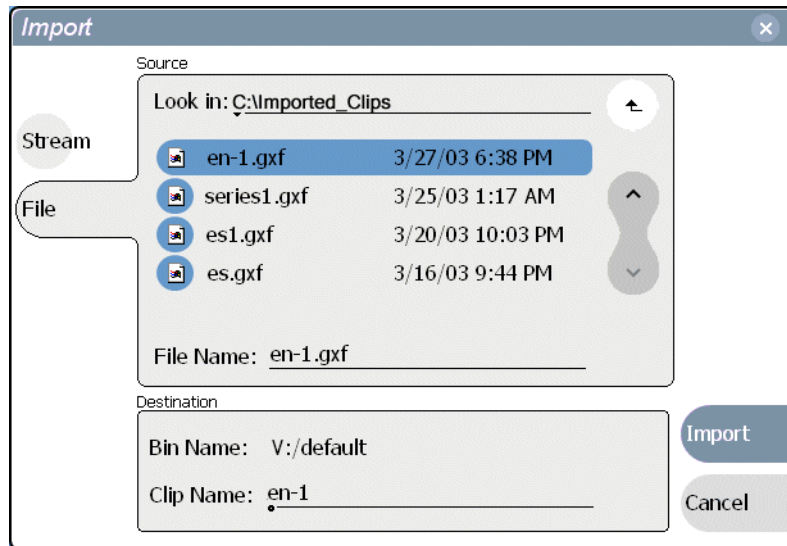 Import
Source
Look in: C:\Imported_Clips
Stream
en-1.gxf 3/27/03 6:38 PM
series1.gxf 3/25/03 1:17 AM
File
es1.gxf 3/20/03 10:03 PM
es.gxf 3/16/03 9:44 PM
File Name: en-1.gxf
Destination
Bin Name: V:/default
Import
Clip Name: en-1
Cancel